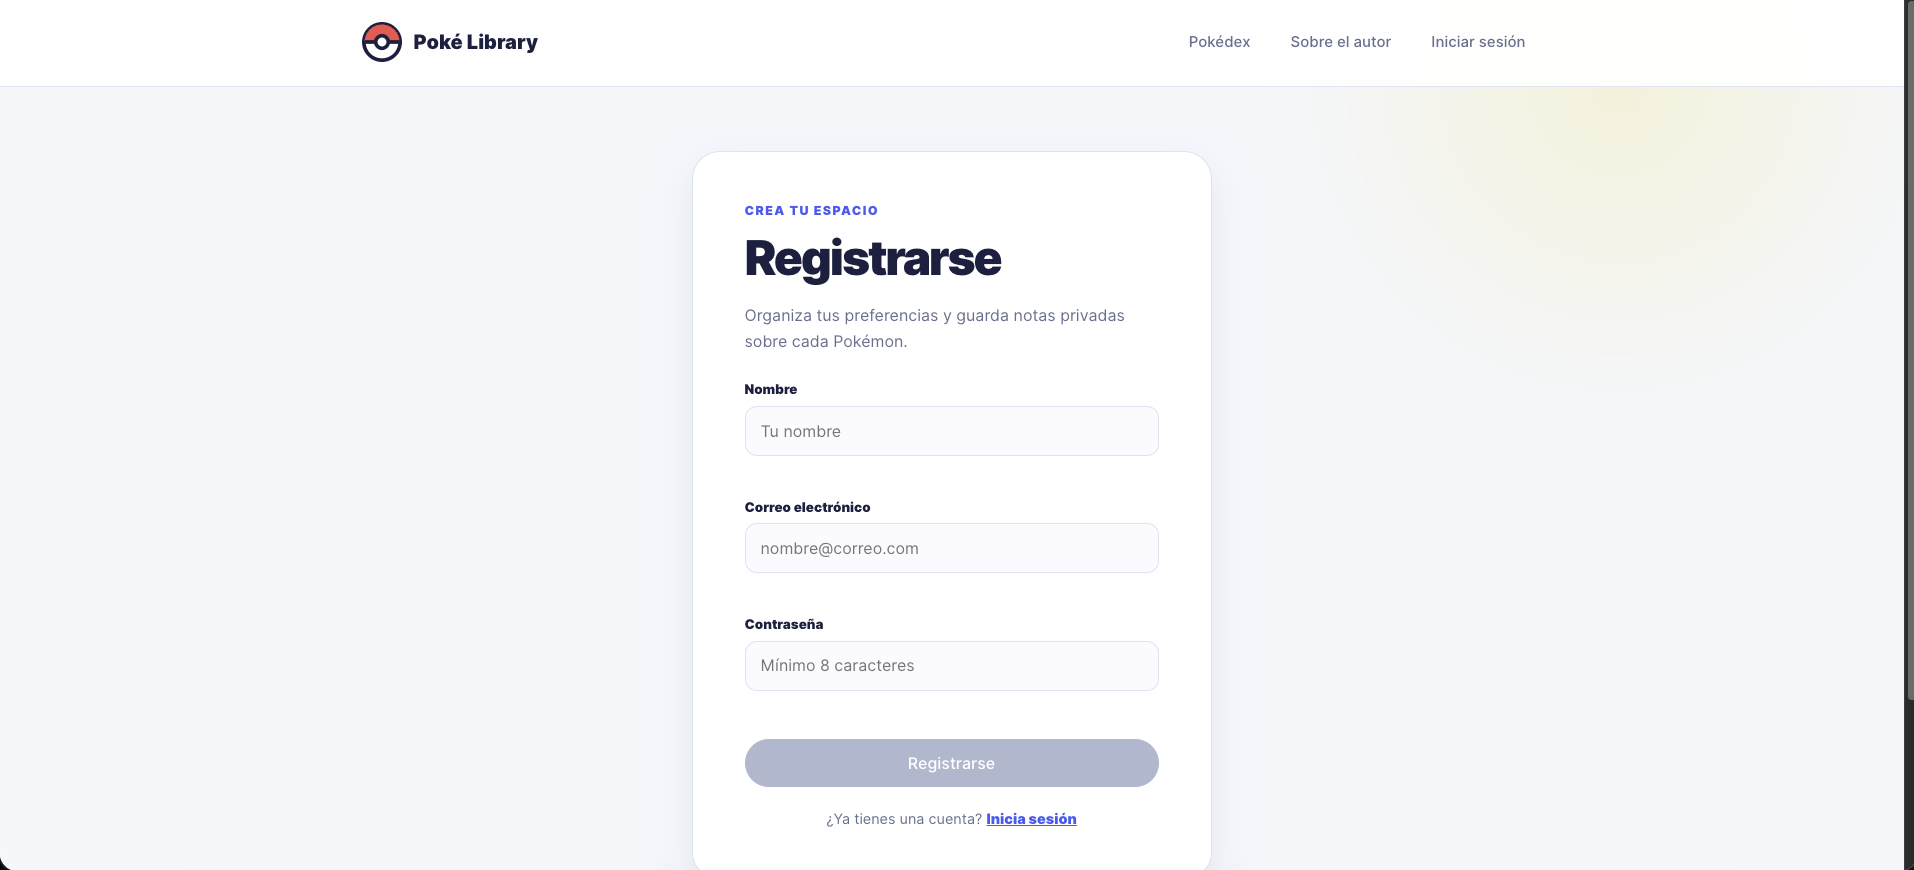 Poké Library
Pokédex
Sobre el autor
Iniciar sesión
CREA TU ESPACIO
Registrarse
Organiza tus preferencias y guarda notas privadas
sobre cada Pokémon.
Nombre
Tu nombre
Correo electrónico
nombre@correo.com
Contraseña
Mínimo 8 caracteres
Registrarse
¿Ya tienes una cuenta? Inicia sesión